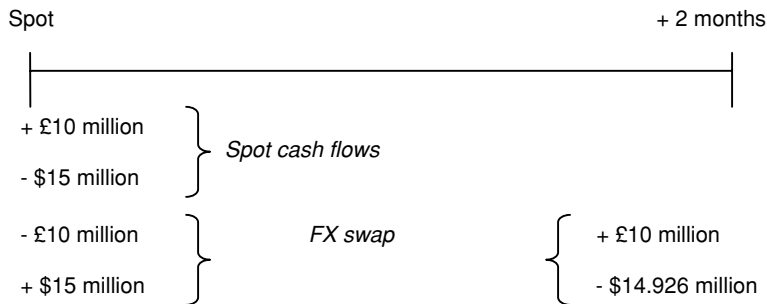 Spot + 2 months
+ £10 million
Spot cash flows
- $15 million
- £10 million FX swap + £10 million
+ $15 million - $14.926 million